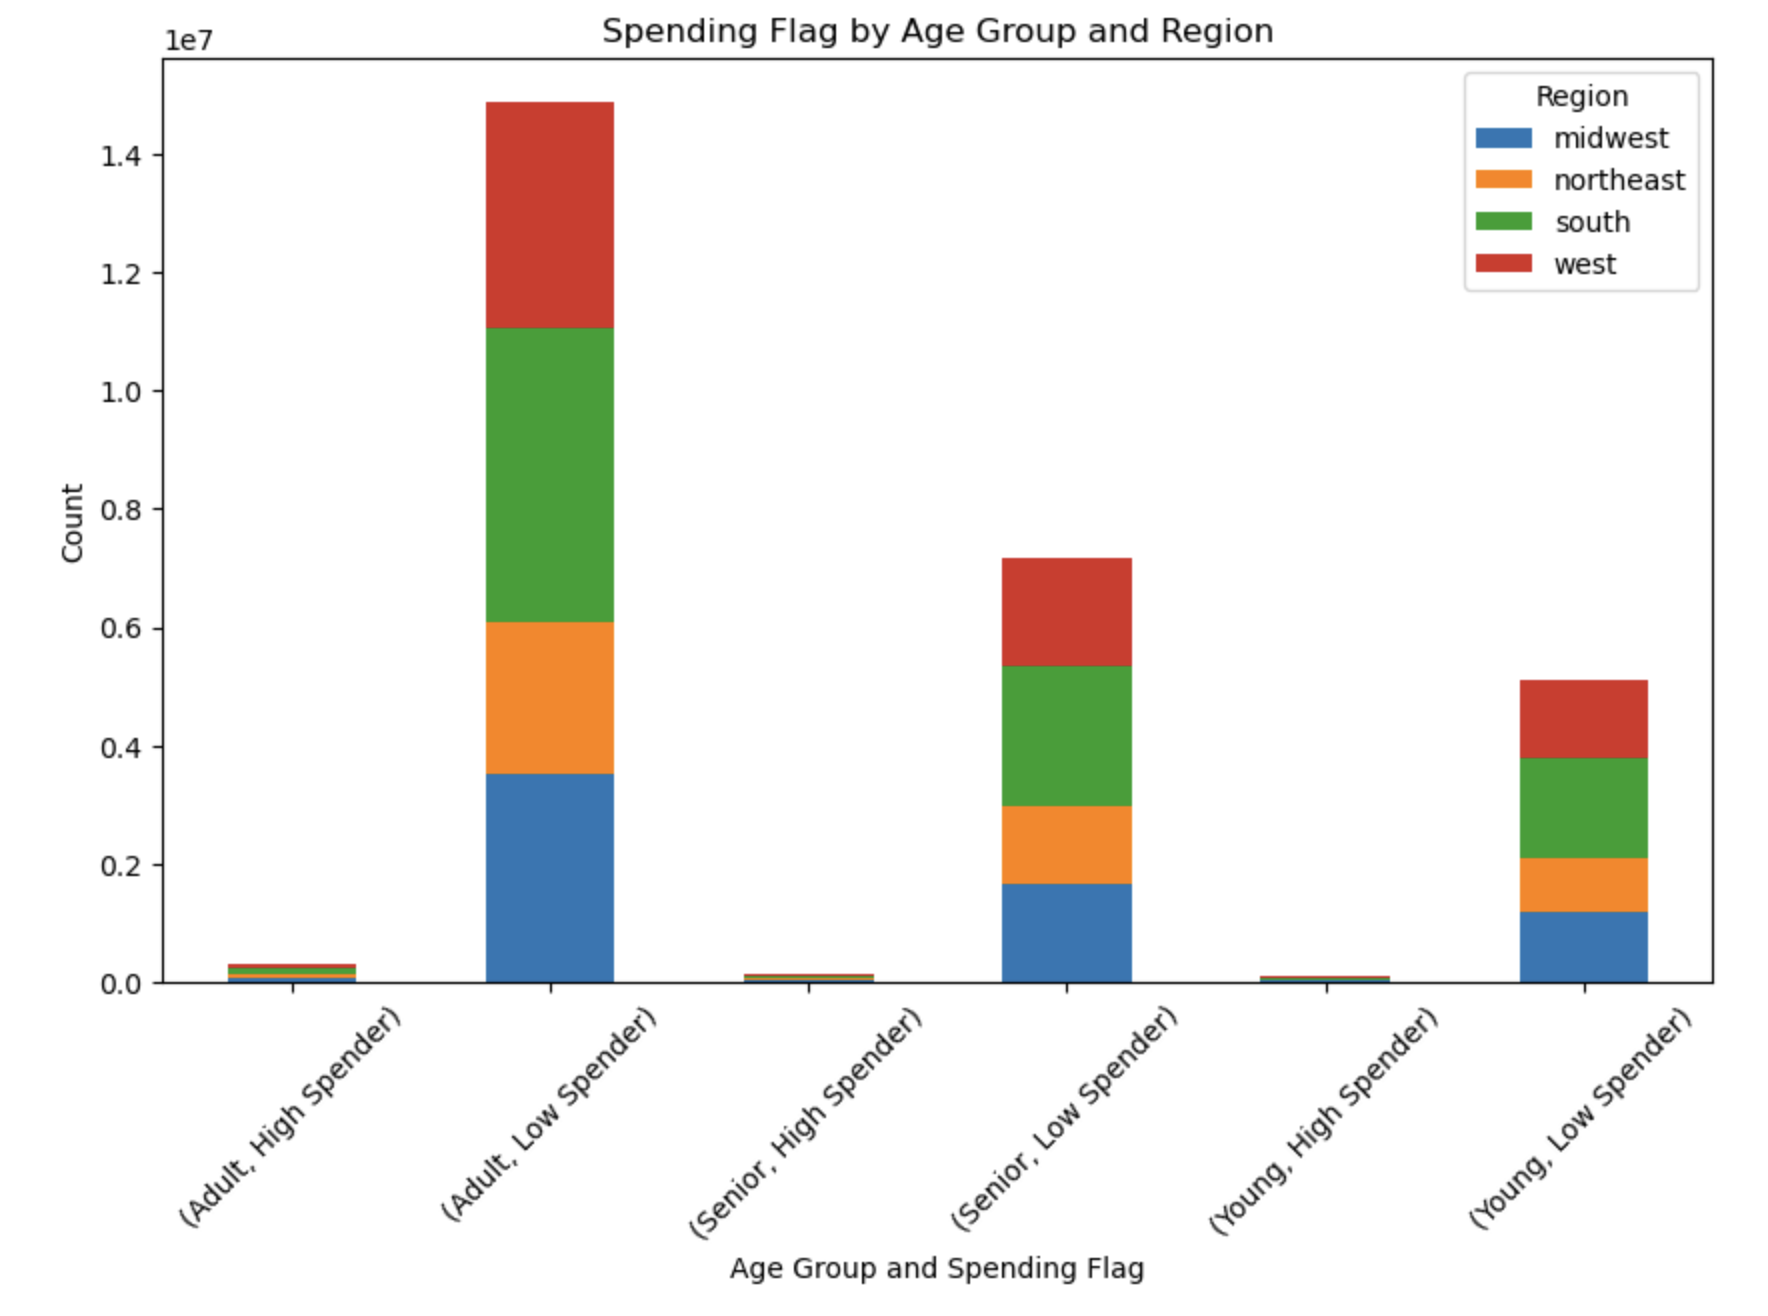 Spending Flag by Age Group and Region
1e7
Region
midwest
northeast
south
west
1.4
1.2
1.0
0.8
0.6
0.4
0.2
0.0
Count
(Adult, High Spender)
(Adult, Low Spender)
(Senior, High Spender)
(Senior, Low Spender)
(Young, High Spender)
(Young, Low Spender)
Age Group and Spending Flag